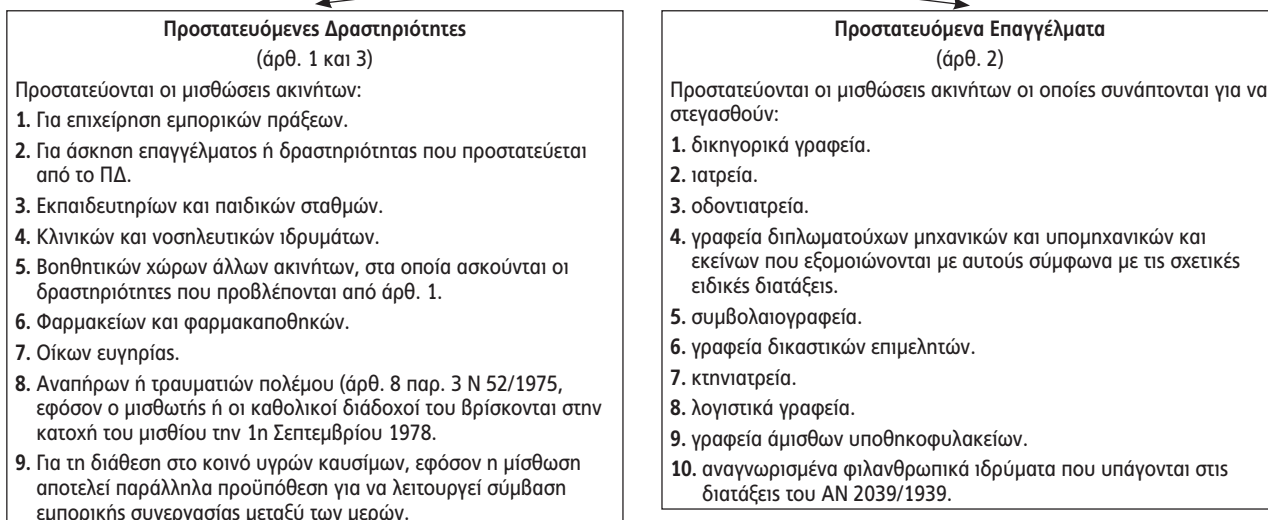 Προστατευόμενες Δραστηριότητες
(άρθ. 1 και 3)
Προστατεύονται οι μισθώσεις ακινήτων:
1. Για επιχείρηση εμπορικών πράξεων.
2. Για άσκηση επαγγέλματος ή δραστηριότητας που προστατεύεται
από το ΠΔ.
3. Εκπαιδευτηρίων και παιδικών σταθμών.
4. Κλινικών και νοσηλευτικών ιδρυμάτων.
5. Βοηθητικών χώρων άλλων ακινήτων, στα οποία ασκούνται οι
δραστηριότητες που προβλέπονται από άρθ. 1.
6. Φαρμακείων και φαρμακαποθηκών.
7. Οίκων ευγηρίας.
8. Αναπήρων ή τραυματιών πολέμου (άρθ. 8 παρ. 3 Ν 52/1975,
εφόσον ο μισθωτής ή οι καθολικοί διάδοχοί του βρίσκονται στην
κατοχή του μισθίου την 1η Σεπτεμβρίου 1978.
9. Για τη διάθεση στο κοινό υγρών καυσίμων, εφόσον η μίσθωση
αποτελεί παράλληλα προϋπόθεση για να λειτουργεί σύμβαση
εμπορικής συνεργασίας μεταξύ των μερών.
Προστατευόμενα Επαγγέλματα
(άρθ. 2)
Προστατεύονται οι μισθώσεις ακινήτων οι οποίες συνάπτονται για να
στεγασθούν:
1. δικηγορικά γραφεία.
2. ιατρεία.
3. οδοντιατρεία.
4. γραφεία διπλωματούχων μηχανικών και υπομηχανικών και
εκείνων που εξομοιώνονται με αυτούς σύμφωνα με τις σχετικές
ειδικές διατάξεις.
5. συμβολαιογραφεία.
6. γραφεία δικαστικών επιμελητών.
7. κτηνιατρεία.
8. λογιστικά γραφεία.
9. γραφεία άμισθων υποθηκοφυλακείων.
10. αναγνωρισμένα φιλανθρωπικά ιδρύματα που υπάγονται στις
διατάξεις του ΑΝ 2039/1939.